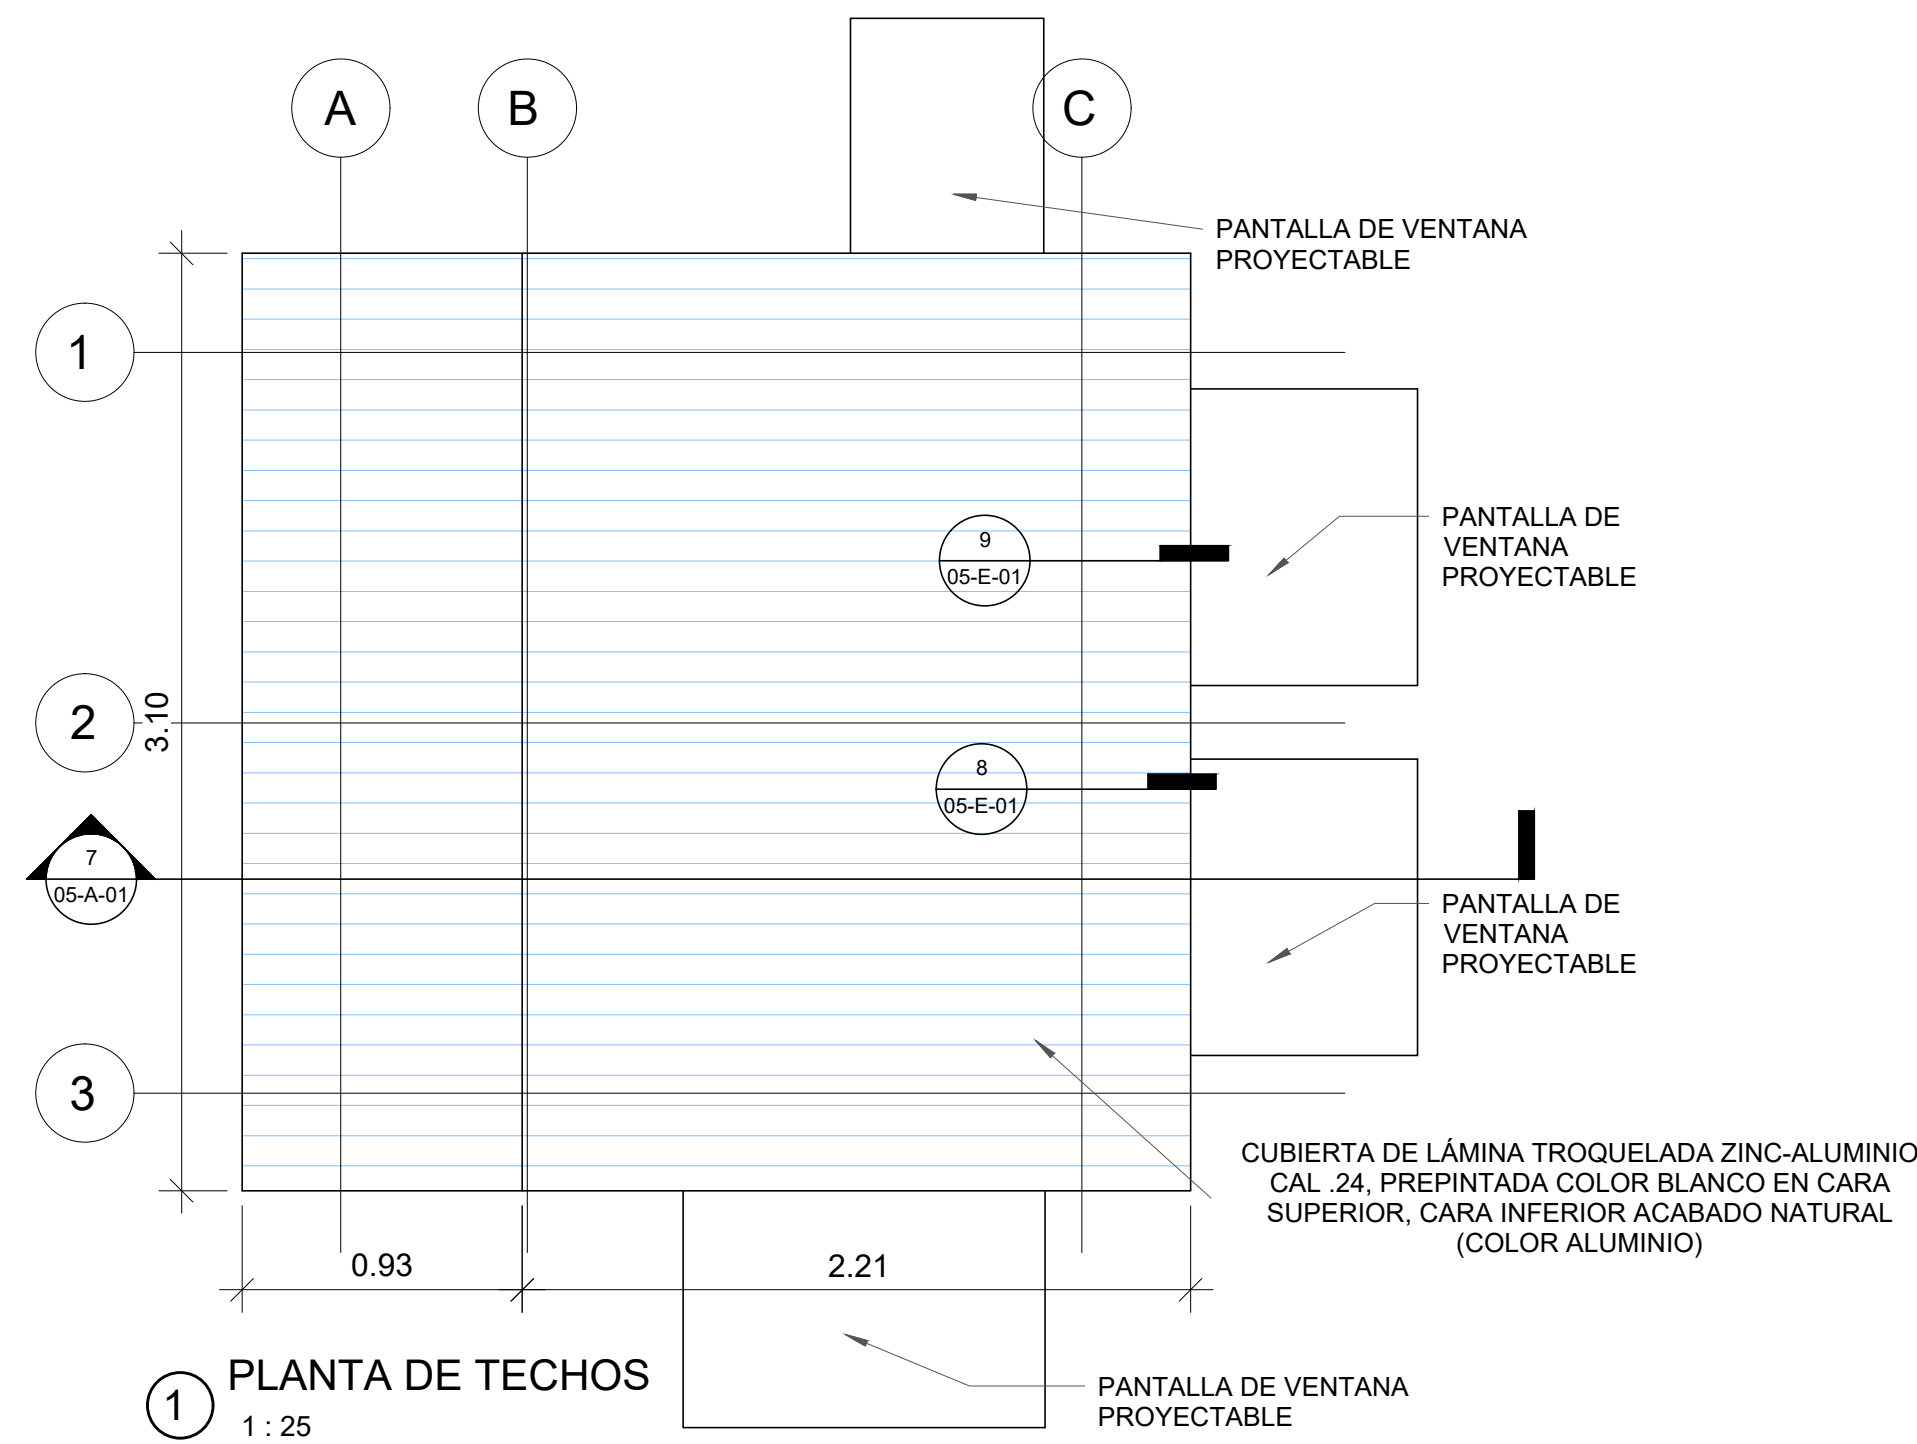 A
B
C
PANTALLA DE VENTANA
PROYECTABLE
1
PANTALLA DE
VENTANA
PROYECTABLE
9
05-E-01
2
3.10
8
05-E-01
7
05-A-01
PANTALLA DE
VENTANA
PROYECTABLE
3
CUBIERTA DE LÁMINA TROQUELADA ZINC-ALUMINIO
CAL .24, PREPINTADA COLOR BLANCO EN CARA
SUPERIOR, CARA INFERIOR ACABADO NATURAL
(COLOR ALUMINIO)
0.93
2.21
1
PLANTA DE TECHOS
1 : 25
PANTALLA DE VENTANA
PROYECTABLE